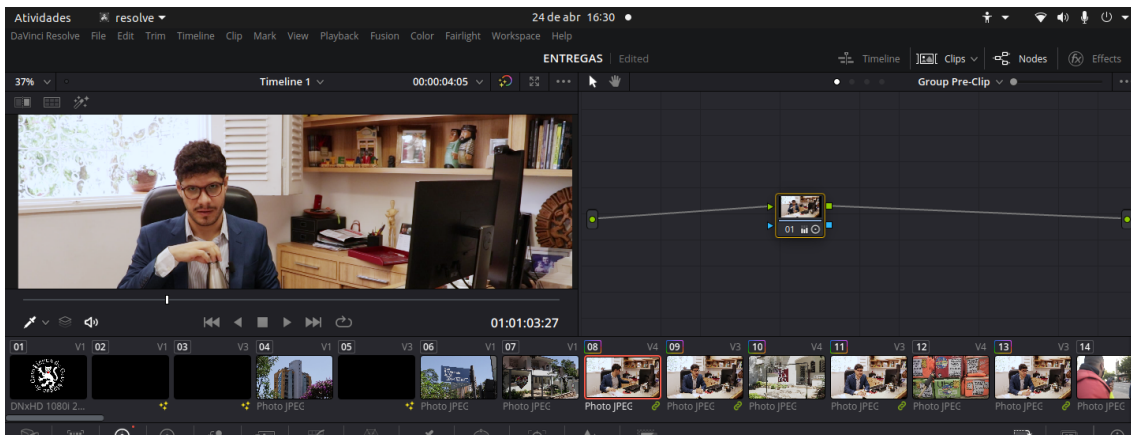 Atividades resolve 24 de abr 16:30
DaVinci Resolve File Edit Trim Timeline Clip Mark View Playback Fusion Color Fairlight Workspace Help
ENTREGAS Edited Timeline Clips Nodes fx Effects
37% Timeline 1 00:00:04:05 ••• Group Pre-Clip
01
01:01:03:27
01 V1 02 V1 03 V3 04 V1 05 V3 06 V1 07 V1 08 V4 09 V3 10 V4 11 V3 12 V4 13 V3 14
DNxHD 1080i 2... Photo JPEG Photo JPEG Photo JPEG Photo JPEG Photo JPEG Photo JPEG Photo JPEG Photo JPEG Photo JPEG Photo JPEG